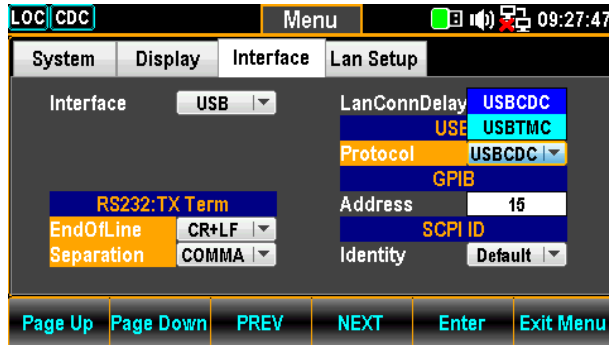 LOC CDC Menu 09:27:47
System Display Interface Lan Setup
Interface USB
LanConnDelay USBCDC
USB USBTMC
Protocol USBCDC
GPIB
RS232:TX Term
Address 15
EndOfLine CR+LF
SCPI ID
Separation COMMA
Identity Default
Page Up Page Down PREV NEXT Enter Exit Menu